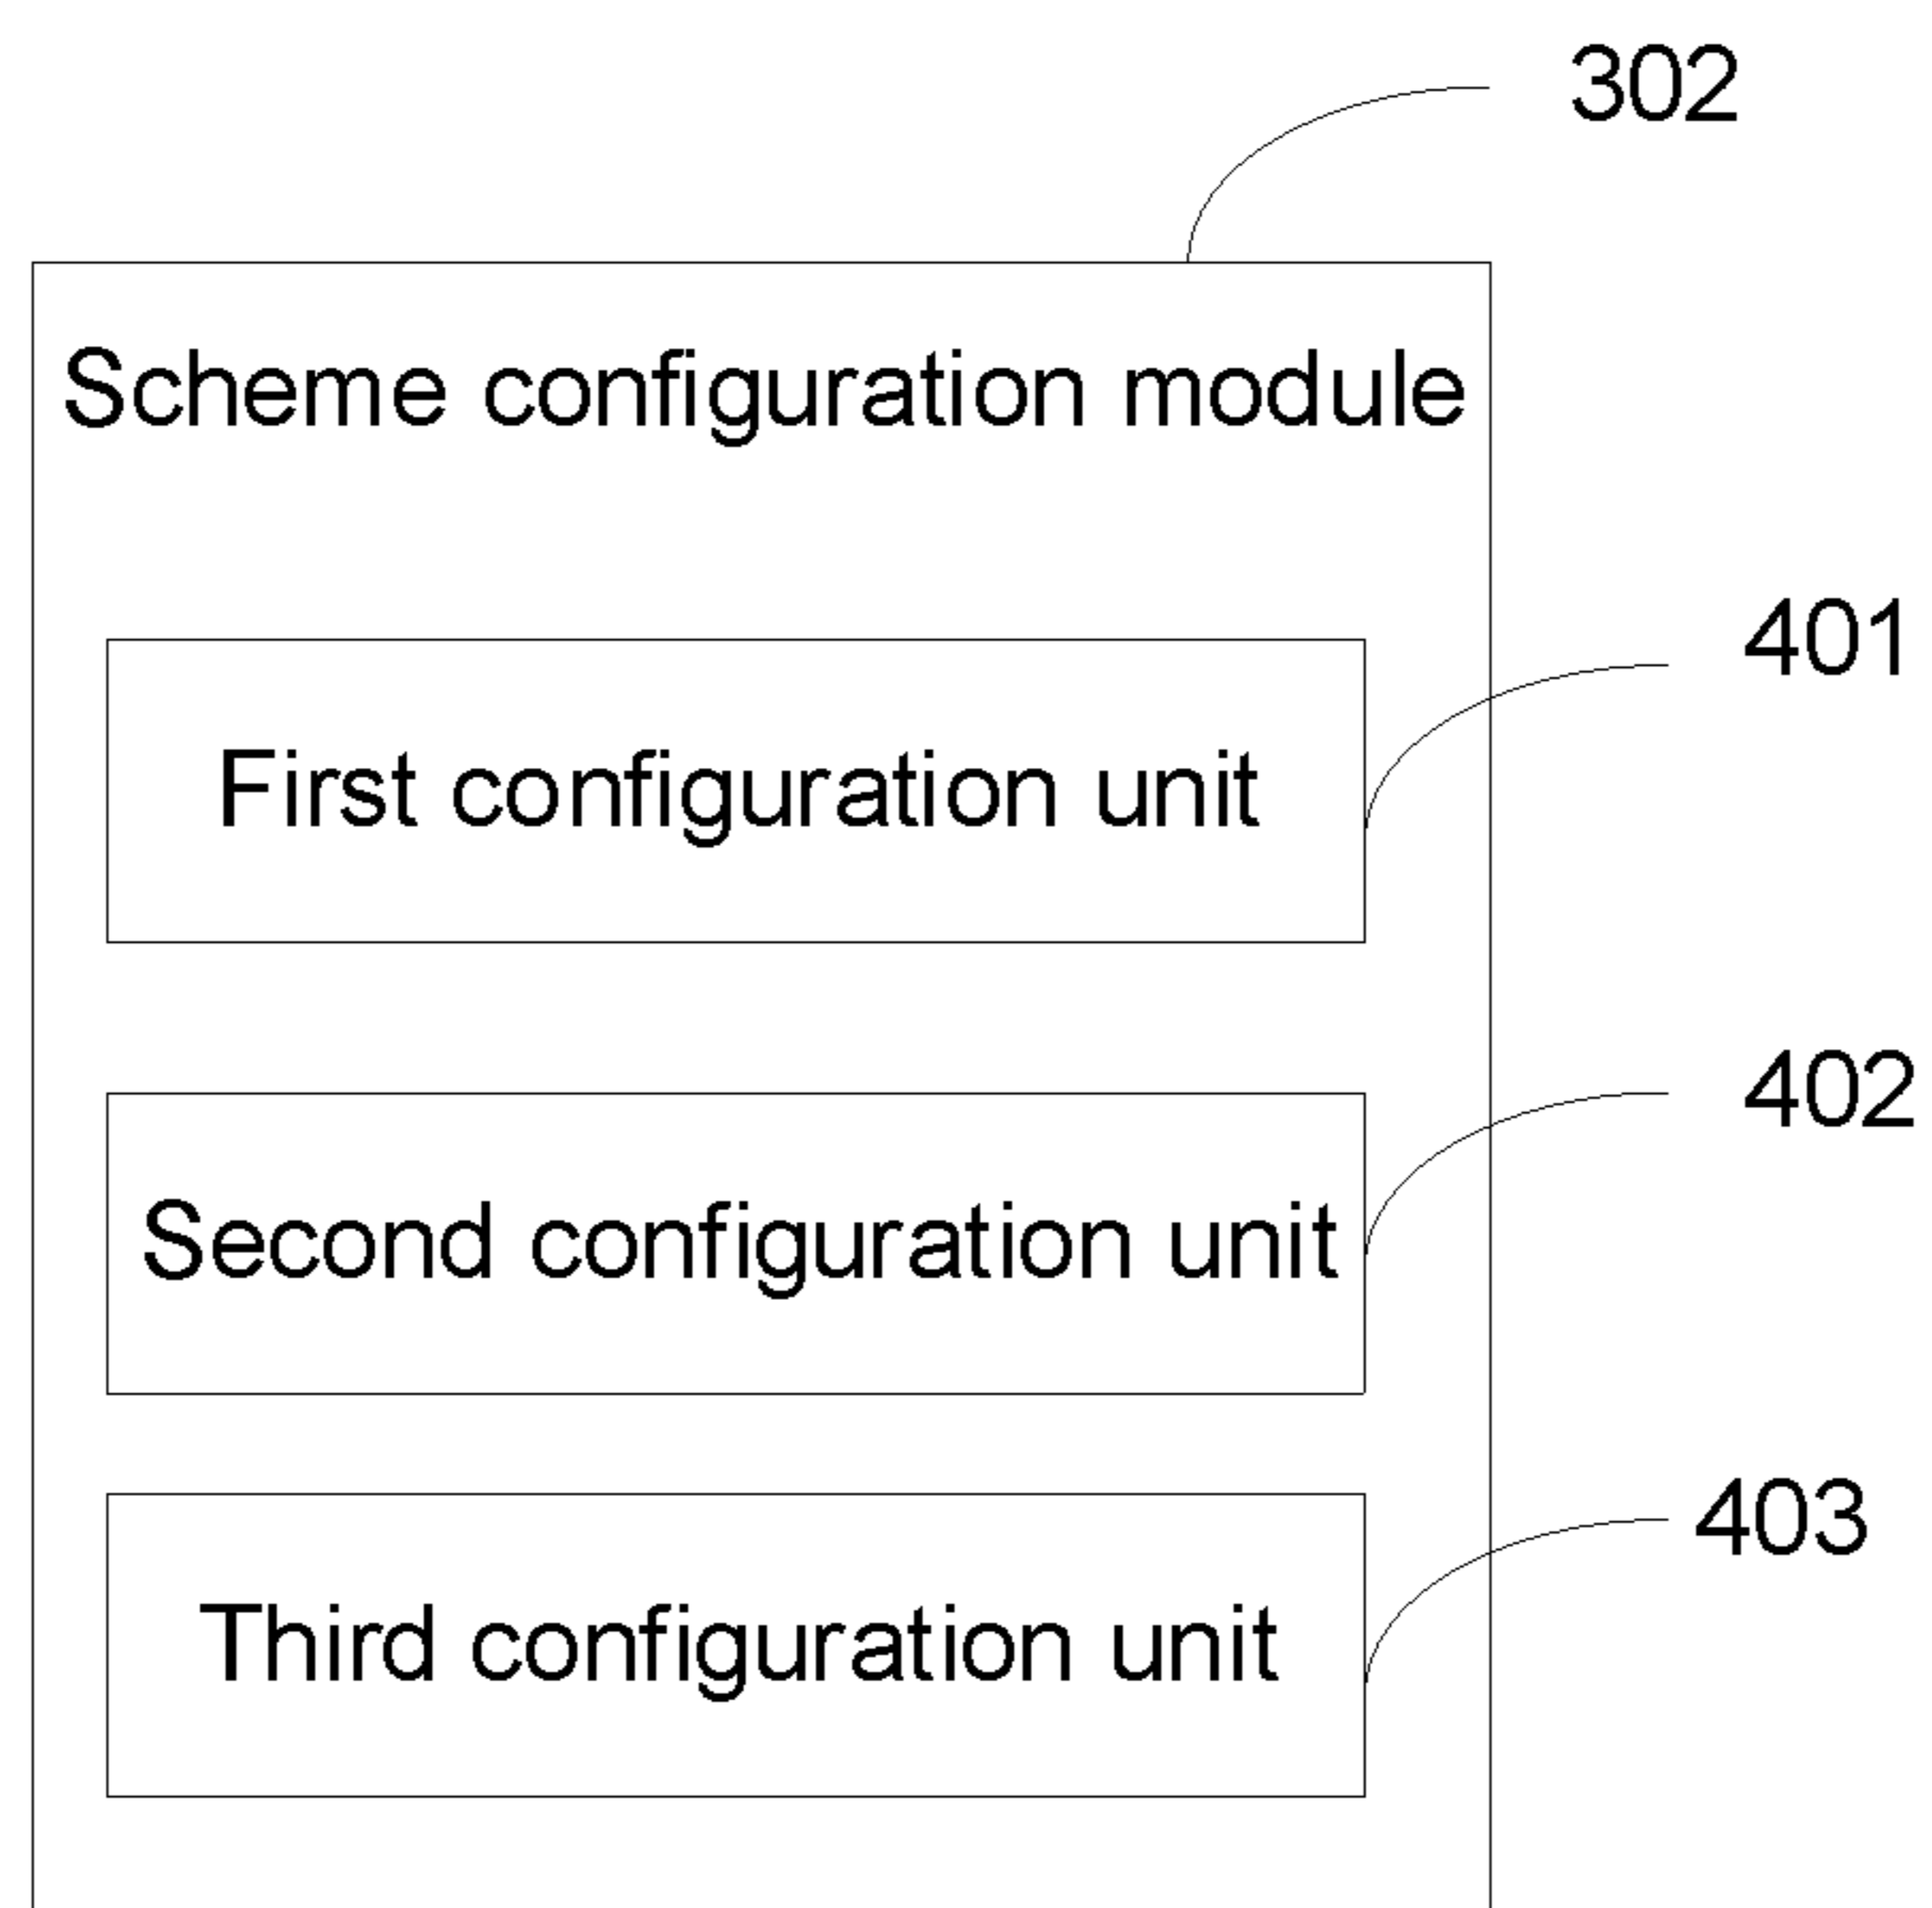 302
Scheme configuration module
401
First configuration unit
402
Second configuration unit
403
Third configuration unit